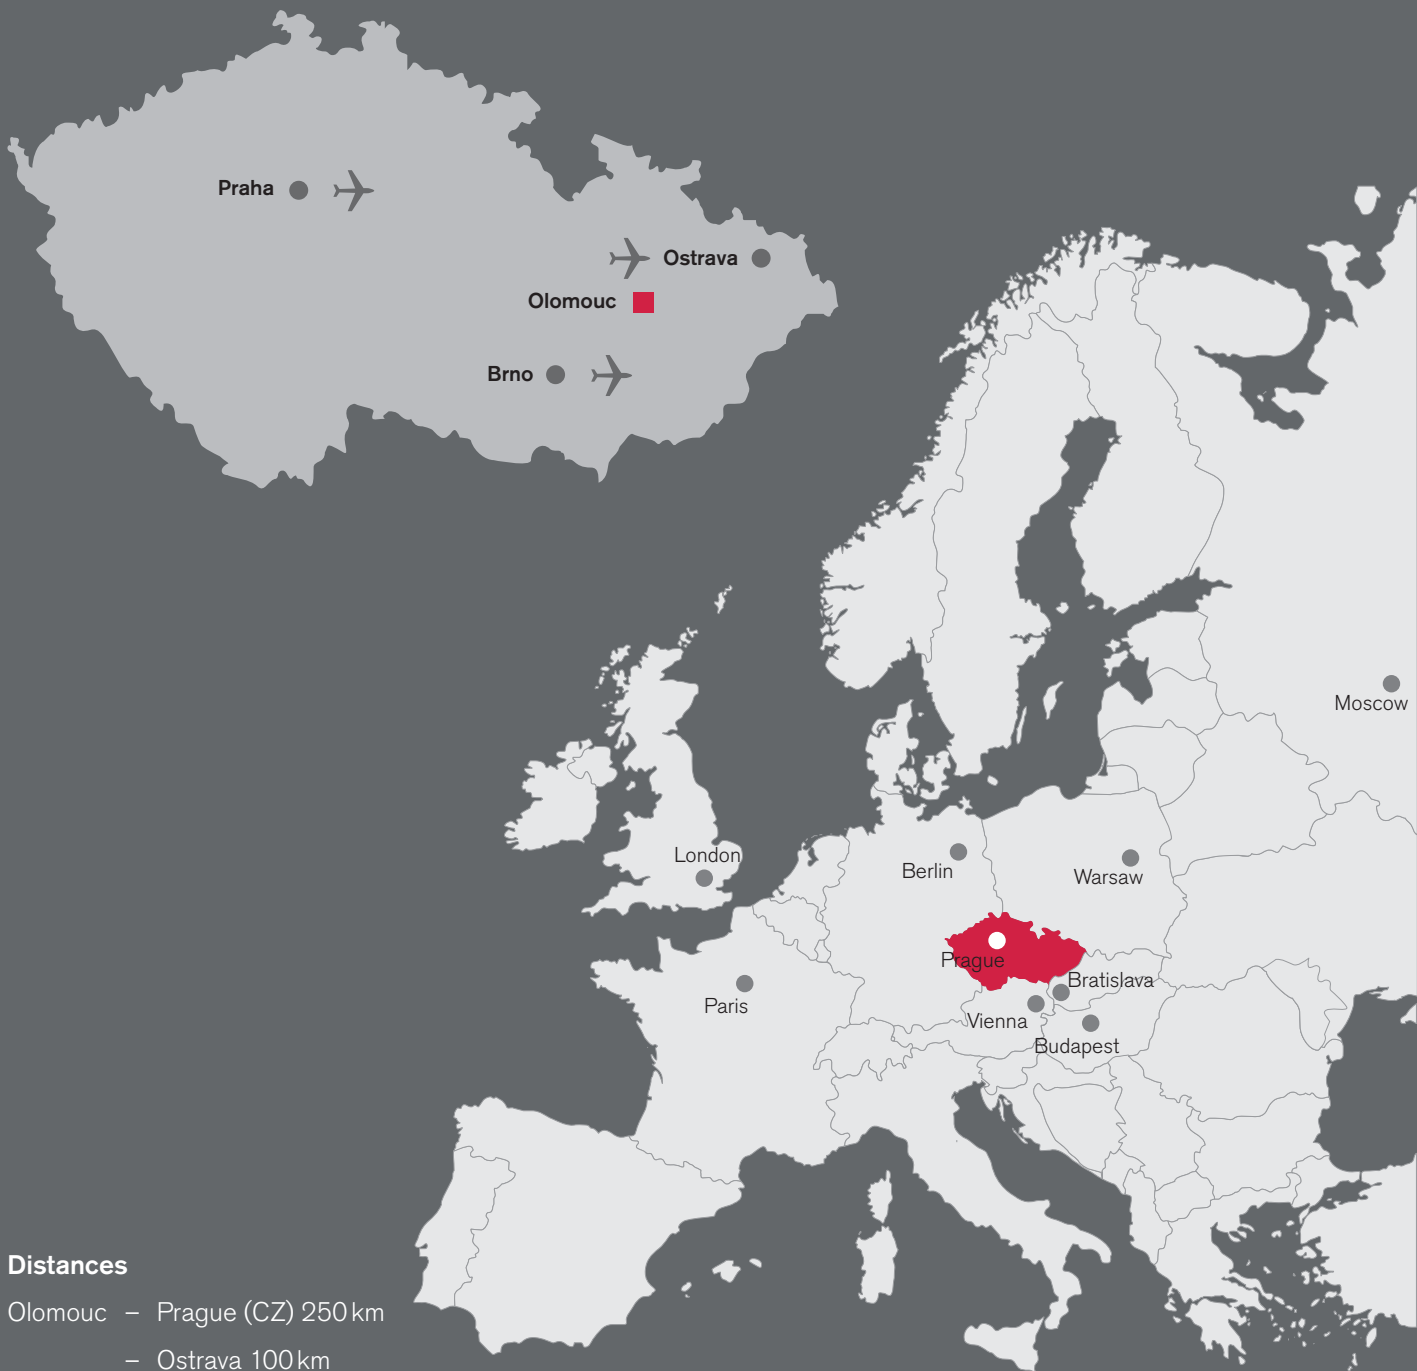 Praha
Ostrava
Olomouc
Brno
Moscow
London
Berlin
Warsaw
Prague
Bratislava
Paris
Vienna
Budapest
Distances
Olomouc – Prague (CZ) 250 km
– Ostrava 100 km